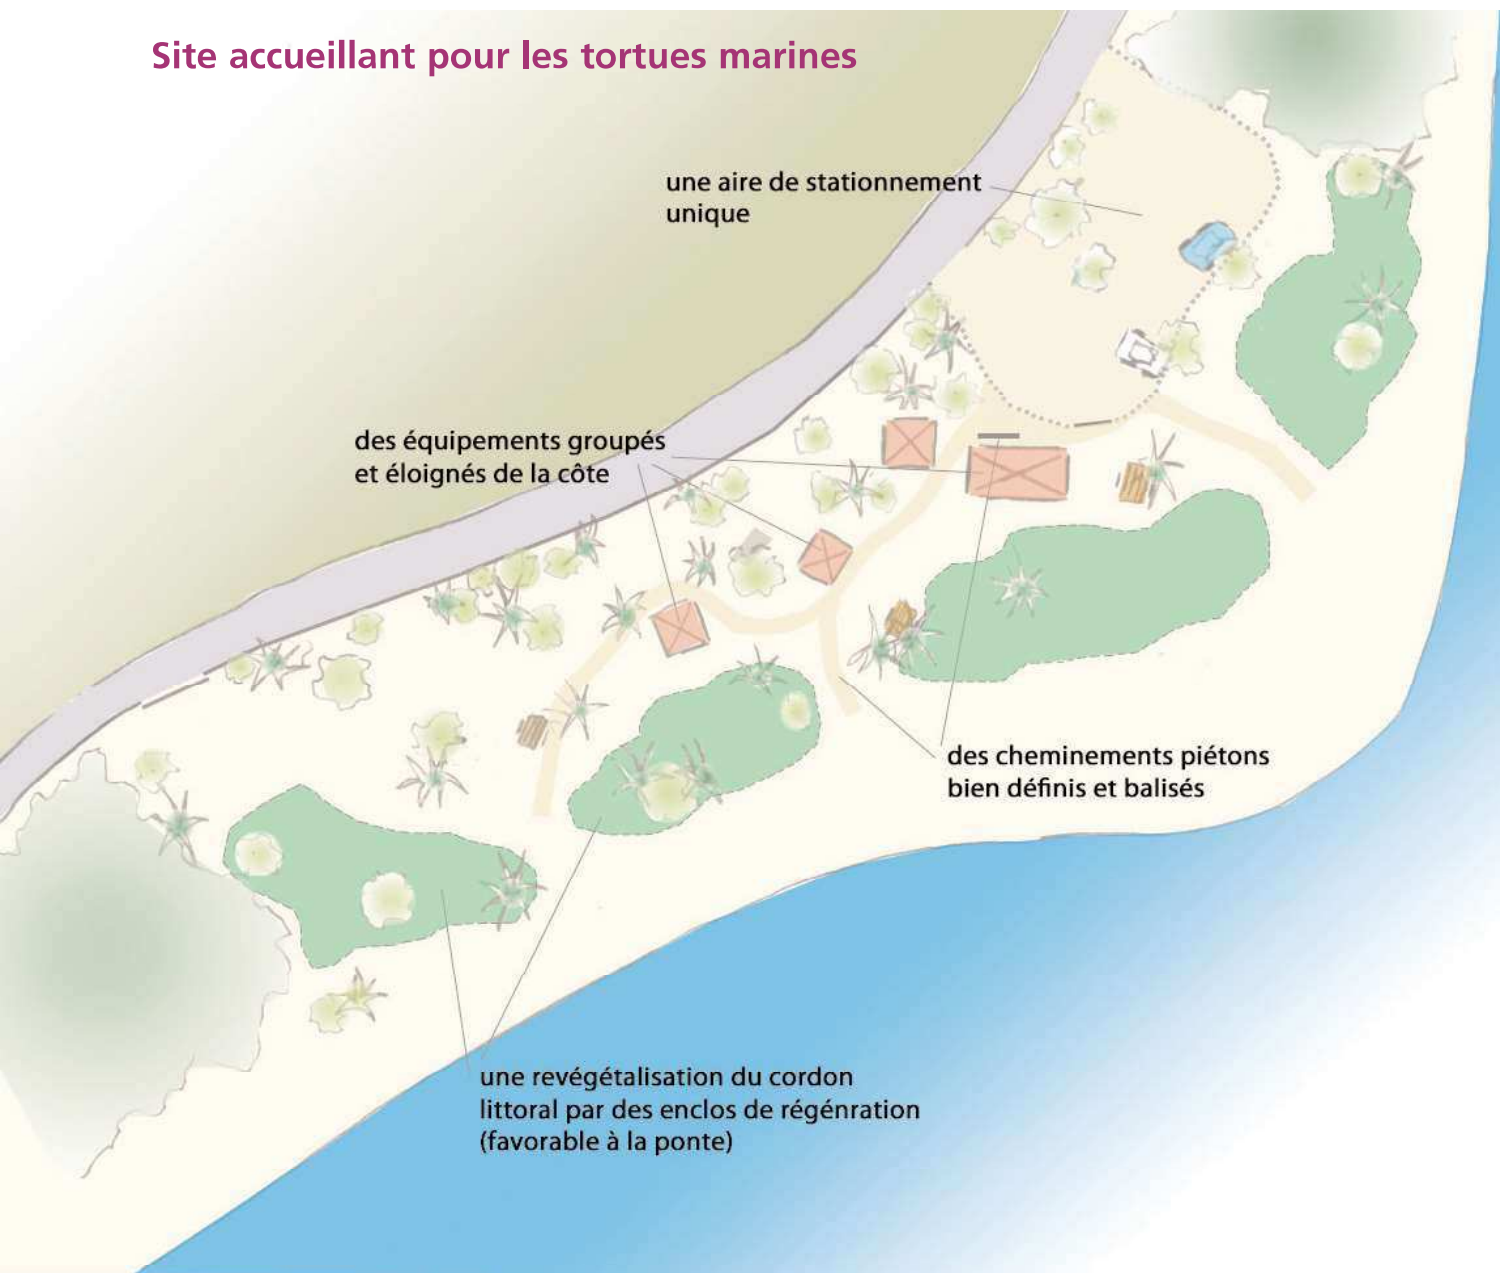 Site accueillant pour les tortues marines
une aire de stationnement
unique
des équipements groupés
et éloignés de la côte
des cheminements piétons
bien définis et balisés
une revégétalisation du cordon
littoral par des enclos de régénration
(favorable à la ponte)